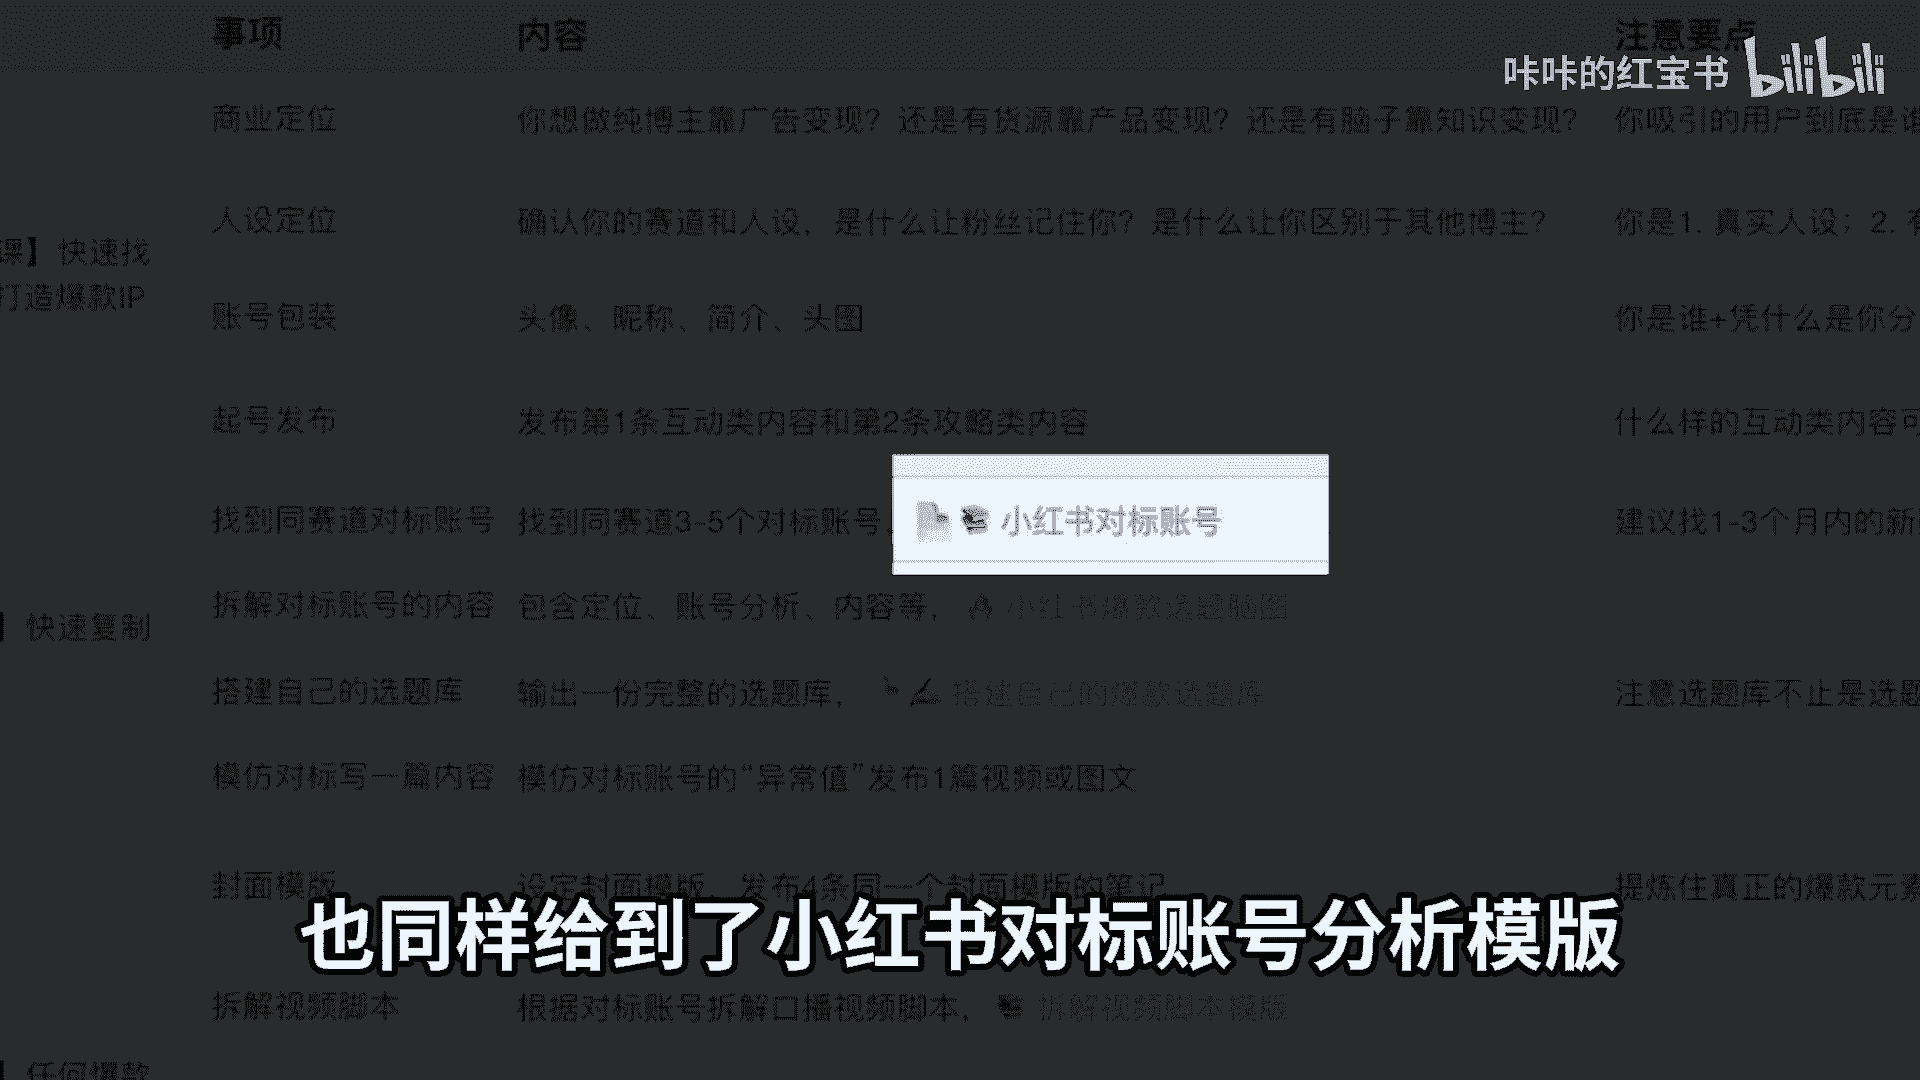 事项 内容 注意要点
咔咔的红宝书 bilibili
商业定位 你想做纯博主靠广告变现？还是有货源靠产品变现？还是有脑子靠知识变现？ 你吸引的用户到底是谁
人设定位 确认你的赛道和人设，是什么让粉丝记住你？是什么让你区别于其他博主？ 你是1. 真实人设；2. 有
课】快速找
打造爆款IP
账号包装 头像、昵称、简介、头图 你是谁+凭什么是你分
起号发布 发布第1条互动类内容和第2条攻略类内容 什么样的互动类内容可
找到同赛道对标账号 找到同赛道3-5个对标账号， 小红书对标账号 建议找1-3个月内的新
拆解对标账号的内容 包含定位、账号分析、内容等， 小红书爆款选题脑图
】快速复制
搭建自己的选题库 输出一份完整的选题库， 搭建自己的爆款选题库 注意选题库不止是选题
模仿对标写一篇内容 模仿对标账号的“异常值”发布1篇视频或图文
封面模版 设定封面模版，发布4条同一个封面模版的笔记 提炼住真正的爆款元素
也同样给到了小红书对标账号分析模版
拆解视频脚本 根据对标账号拆解口播视频脚本， 拆解视频脚本模版
】任何爆款